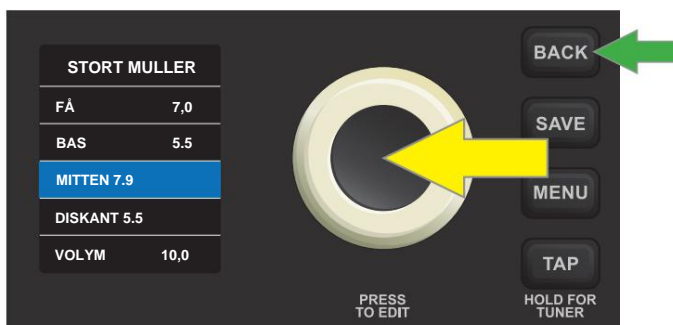 STORT MULLER
FÅ 7,0
BAS 5.5
MITTEN 7.9
DISKANT 5.5
VOLYM 10,0
BACK
SAVE
MENU
TAP
PRESS
TO EDIT
HOLD FOR
TUNER